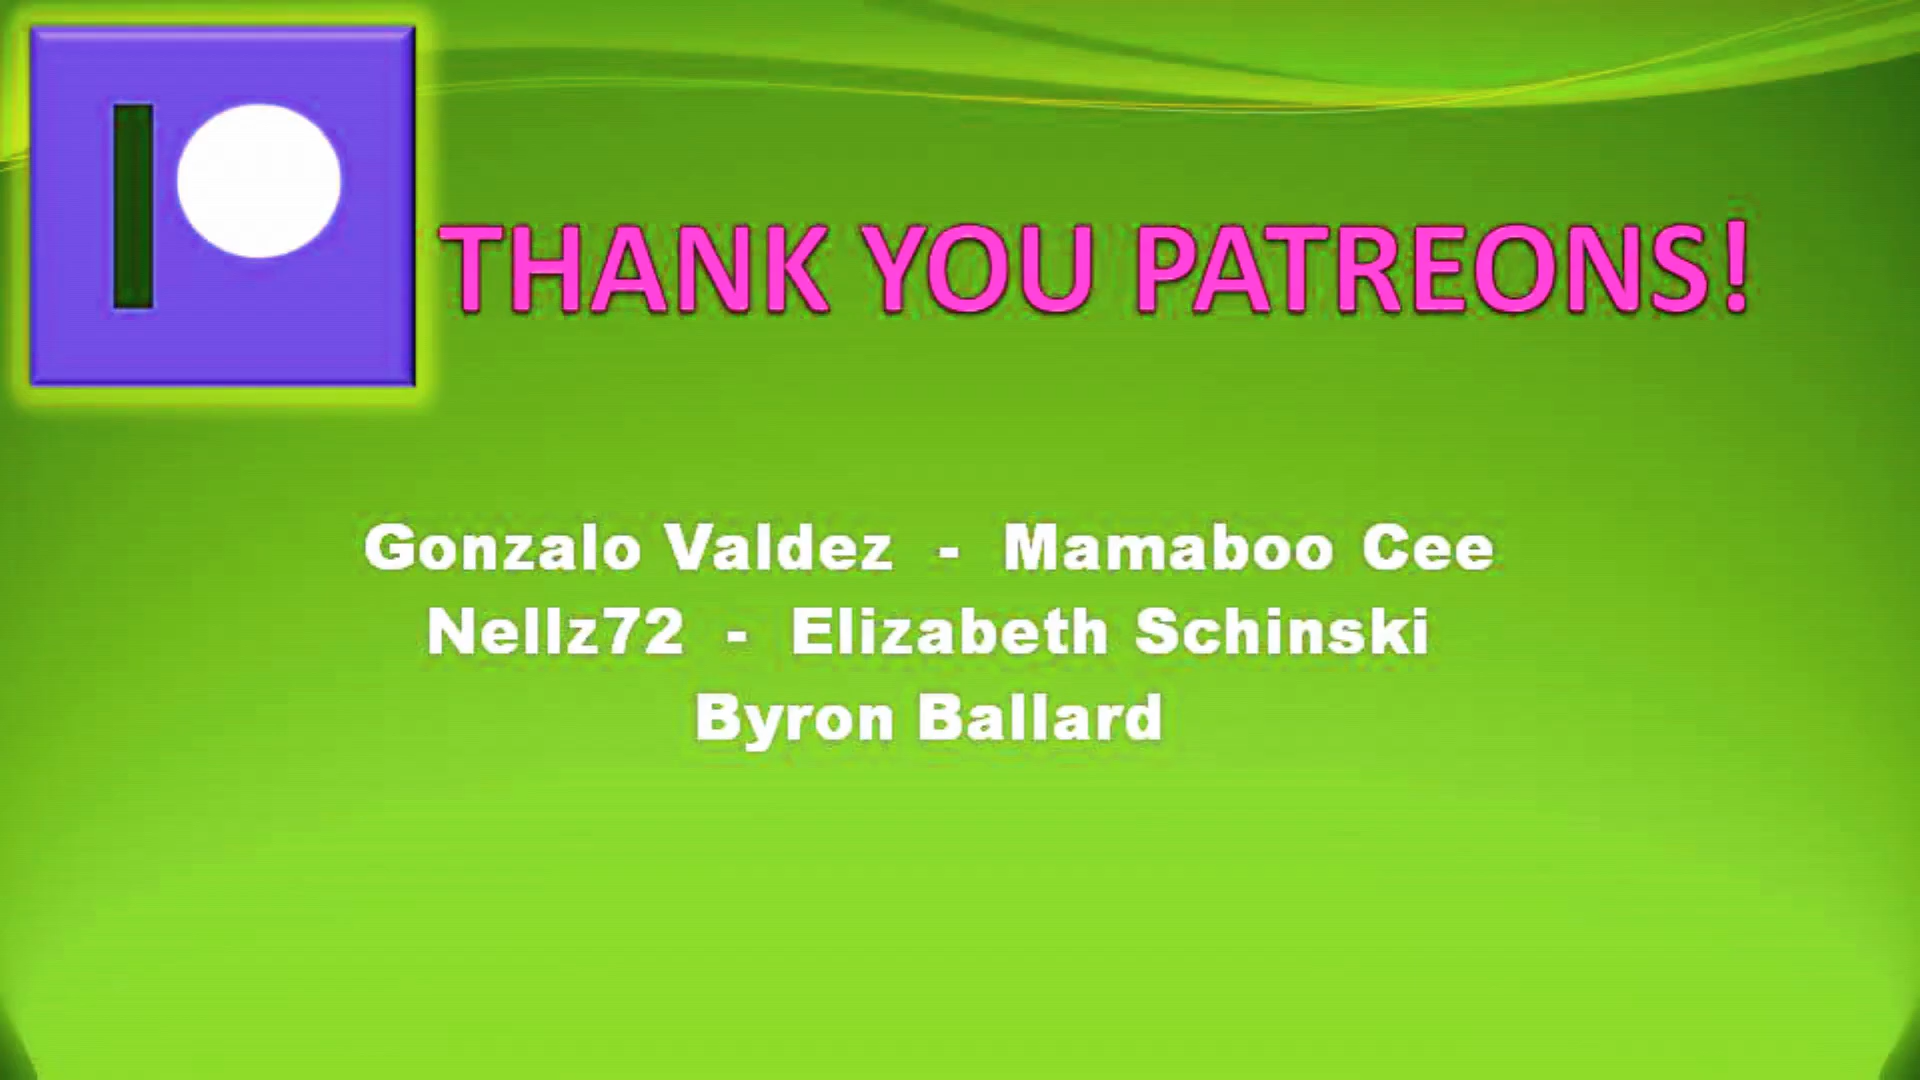 THANK YOU PATREONS!
Gonzalo Valdez - Mamaboo Cee
Nellz72 - Elizabeth Schinski
Byron Ballard